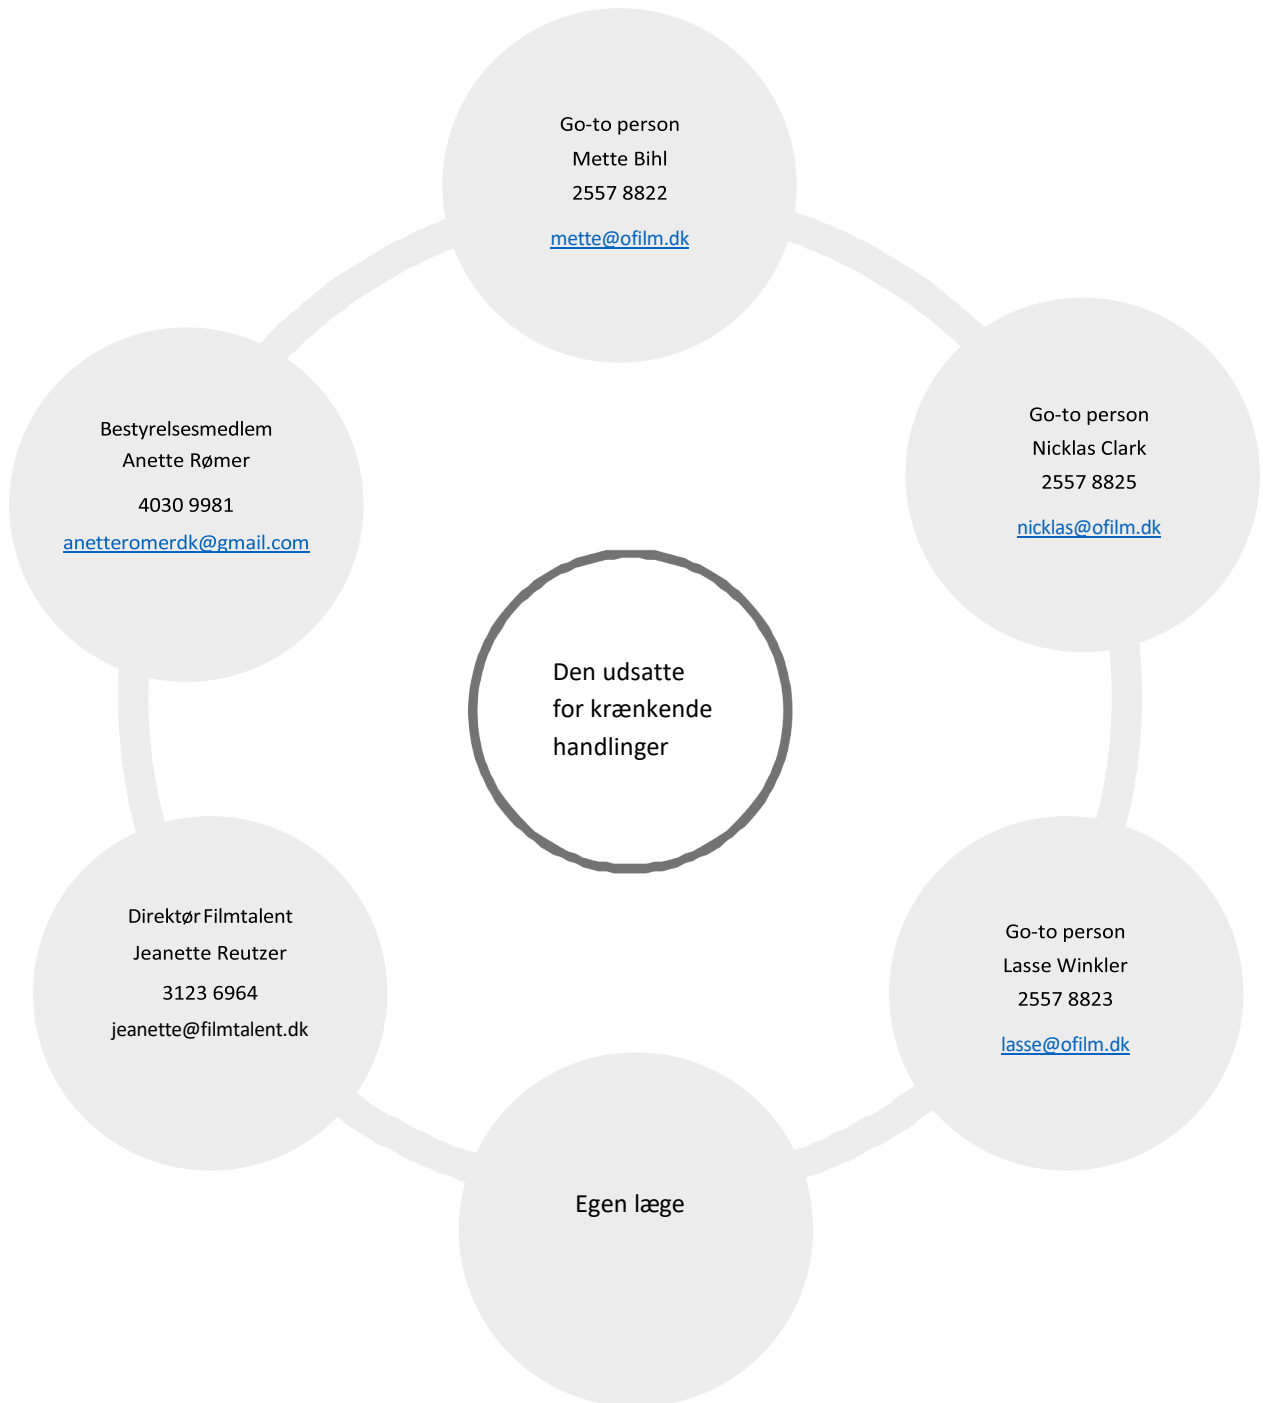 Go-to person
Mette Bihl
2557 8822
mette@ofilm.dk
Go-to person
Nicklas Clark
2557 8825
nicklas@ofilm.dk
Bestyrelsesmedlem
Anette Rømer
4030 9981
anetteromerdk@gmail.com
Den udsatte
for krænkende
handlinger
Direktør Filmtalent
Jeanette Reutzer
3123 6964
jeanette@filmtalent.dk
Go-to person
Lasse Winkler
2557 8823
lasse@ofilm.dk
Egen læge